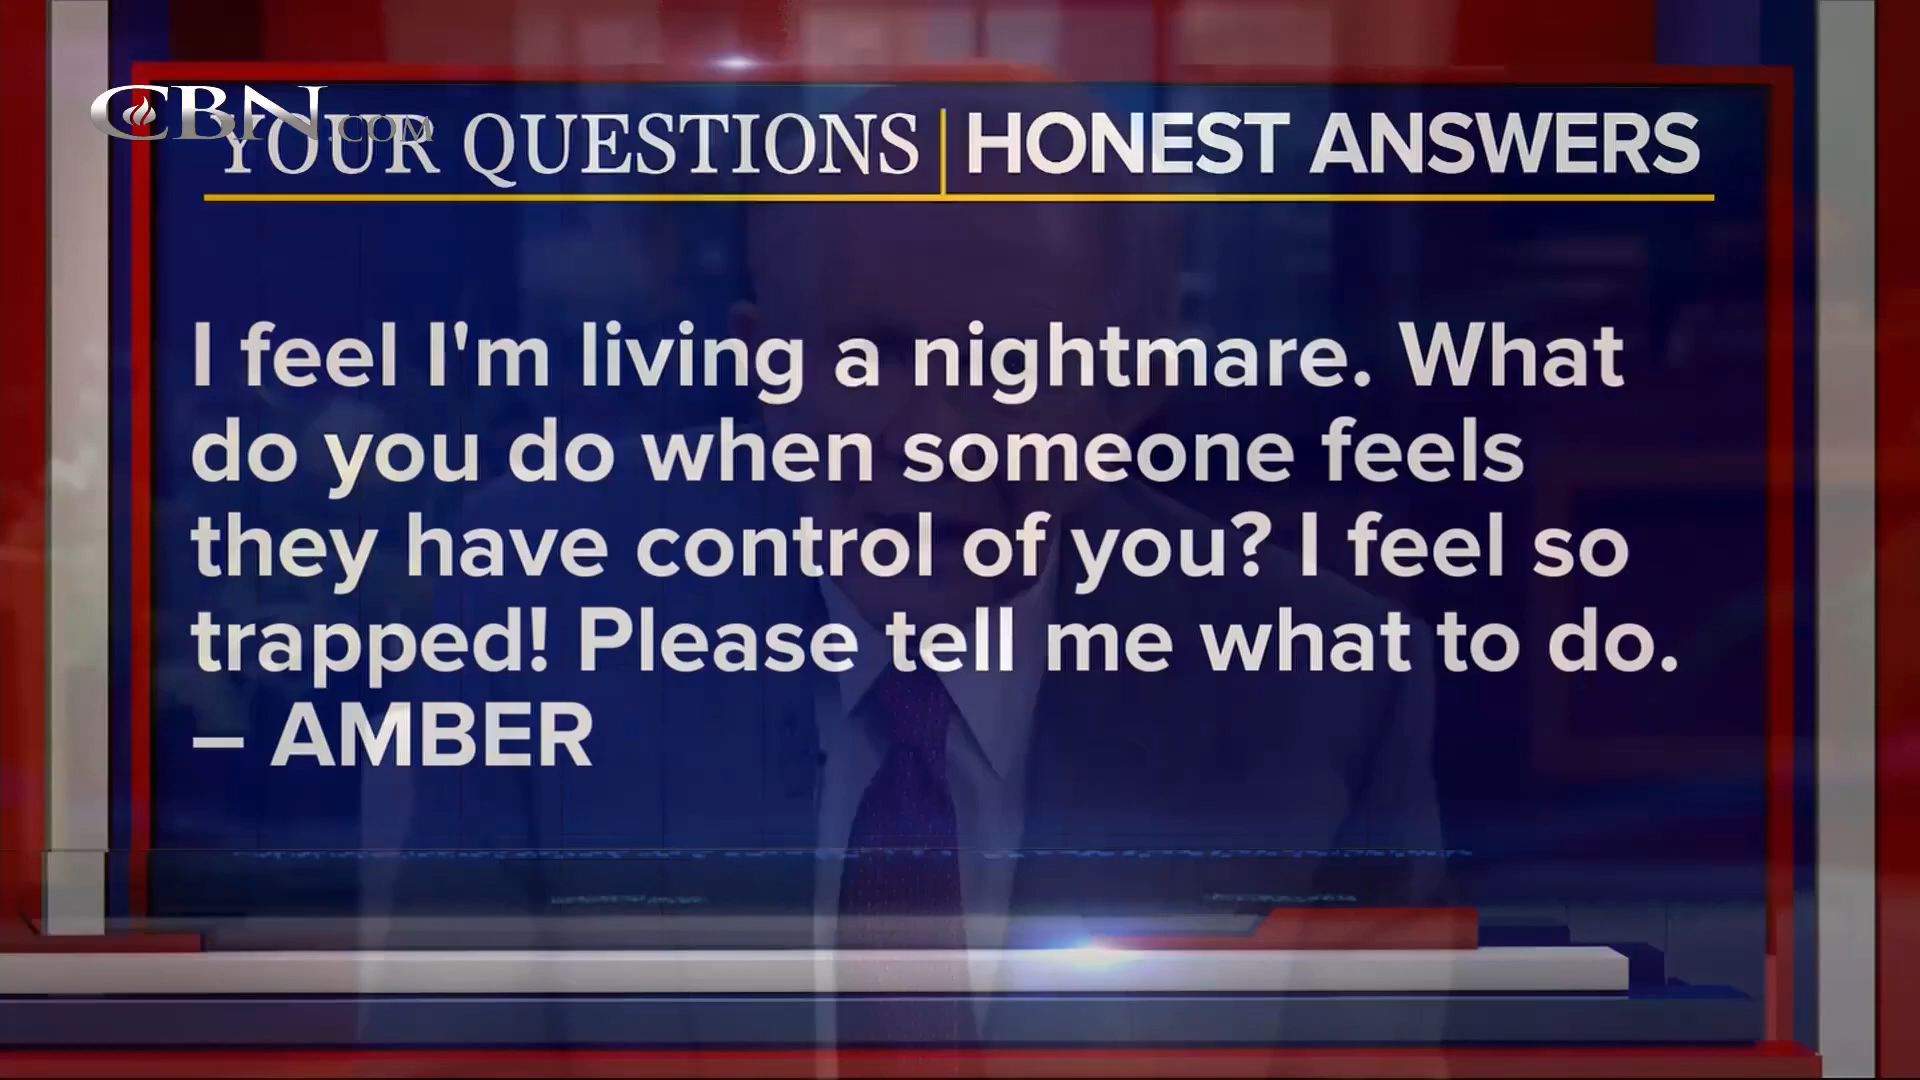 CBN.COM
YOUR QUESTIONS HONEST ANSWERS
I feel I'm living a nightmare. What
do you do when someone feels
they have control of you? I feel so
trapped! Please tell me what to do.
– AMBER